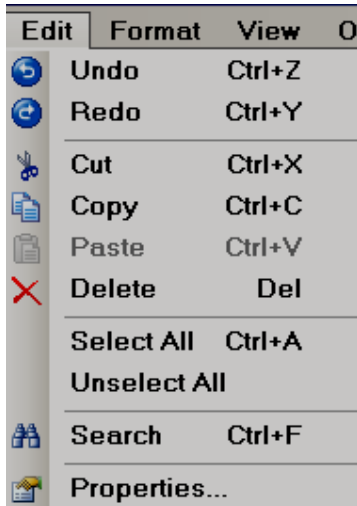 Edit Format View O
Undo Ctrl+Z
Redo Ctrl+Y
Cut Ctrl+X
Copy Ctrl+C
Paste Ctrl+V
Delete Del
Select All Ctrl+A
Unselect All
Search Ctrl+F
Properties...